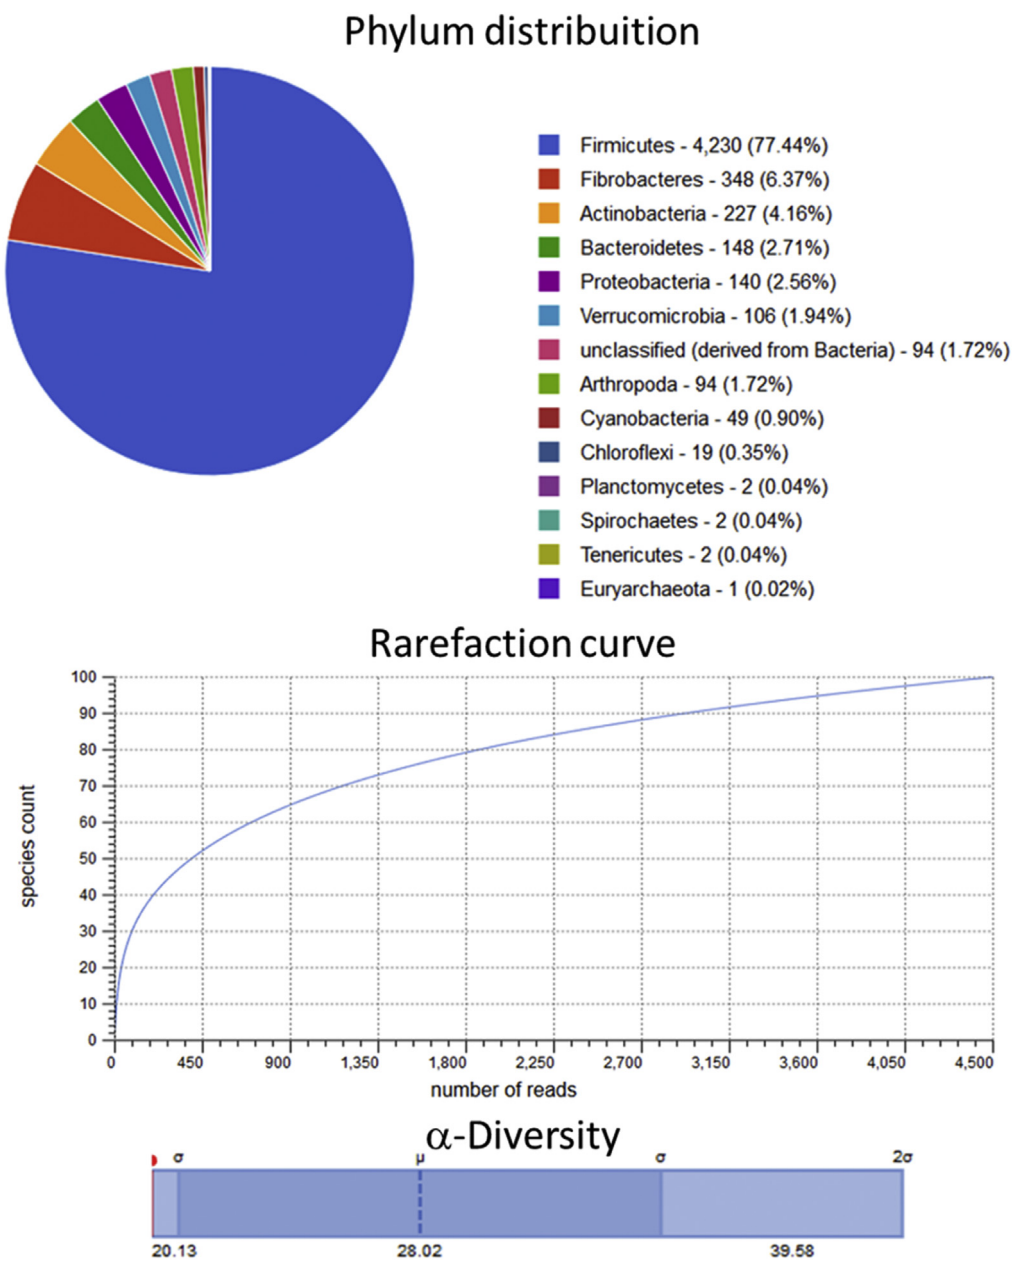 Phylum distribuition
Firmicutes - 4,230 (77.44%)
Fibrobacteres - 348 (6.37%)
Actinobacteria - 227 (4.16%)
Bacteroidetes - 148 (2.71%)
Proteobacteria - 140 (2.56%)
Verrucomicrobia - 106 (1.94%)
unclassified (derived from Bacteria) - 94 (1.72%)
Arthropoda - 94 (1.72%)
Cyanobacteria - 49 (0.90%)
Chloroflexi - 19 (0.35%)
Planctomycetes - 2 (0.04%)
Spirochaetes - 2 (0.04%)
Tenericutes - 2 (0.04%)
Euryarchaeota - 1 (0.02%)
Rarefaction curve
100
90
80
70
60
50
40
30
20
10
0
species count
0 450 900 1,350 1,800 2,250 2,700 3,150 3,600 4,050 4,500
number of reads
α-Diversity
σ μ σ 2σ
20.13 28.02 39.58